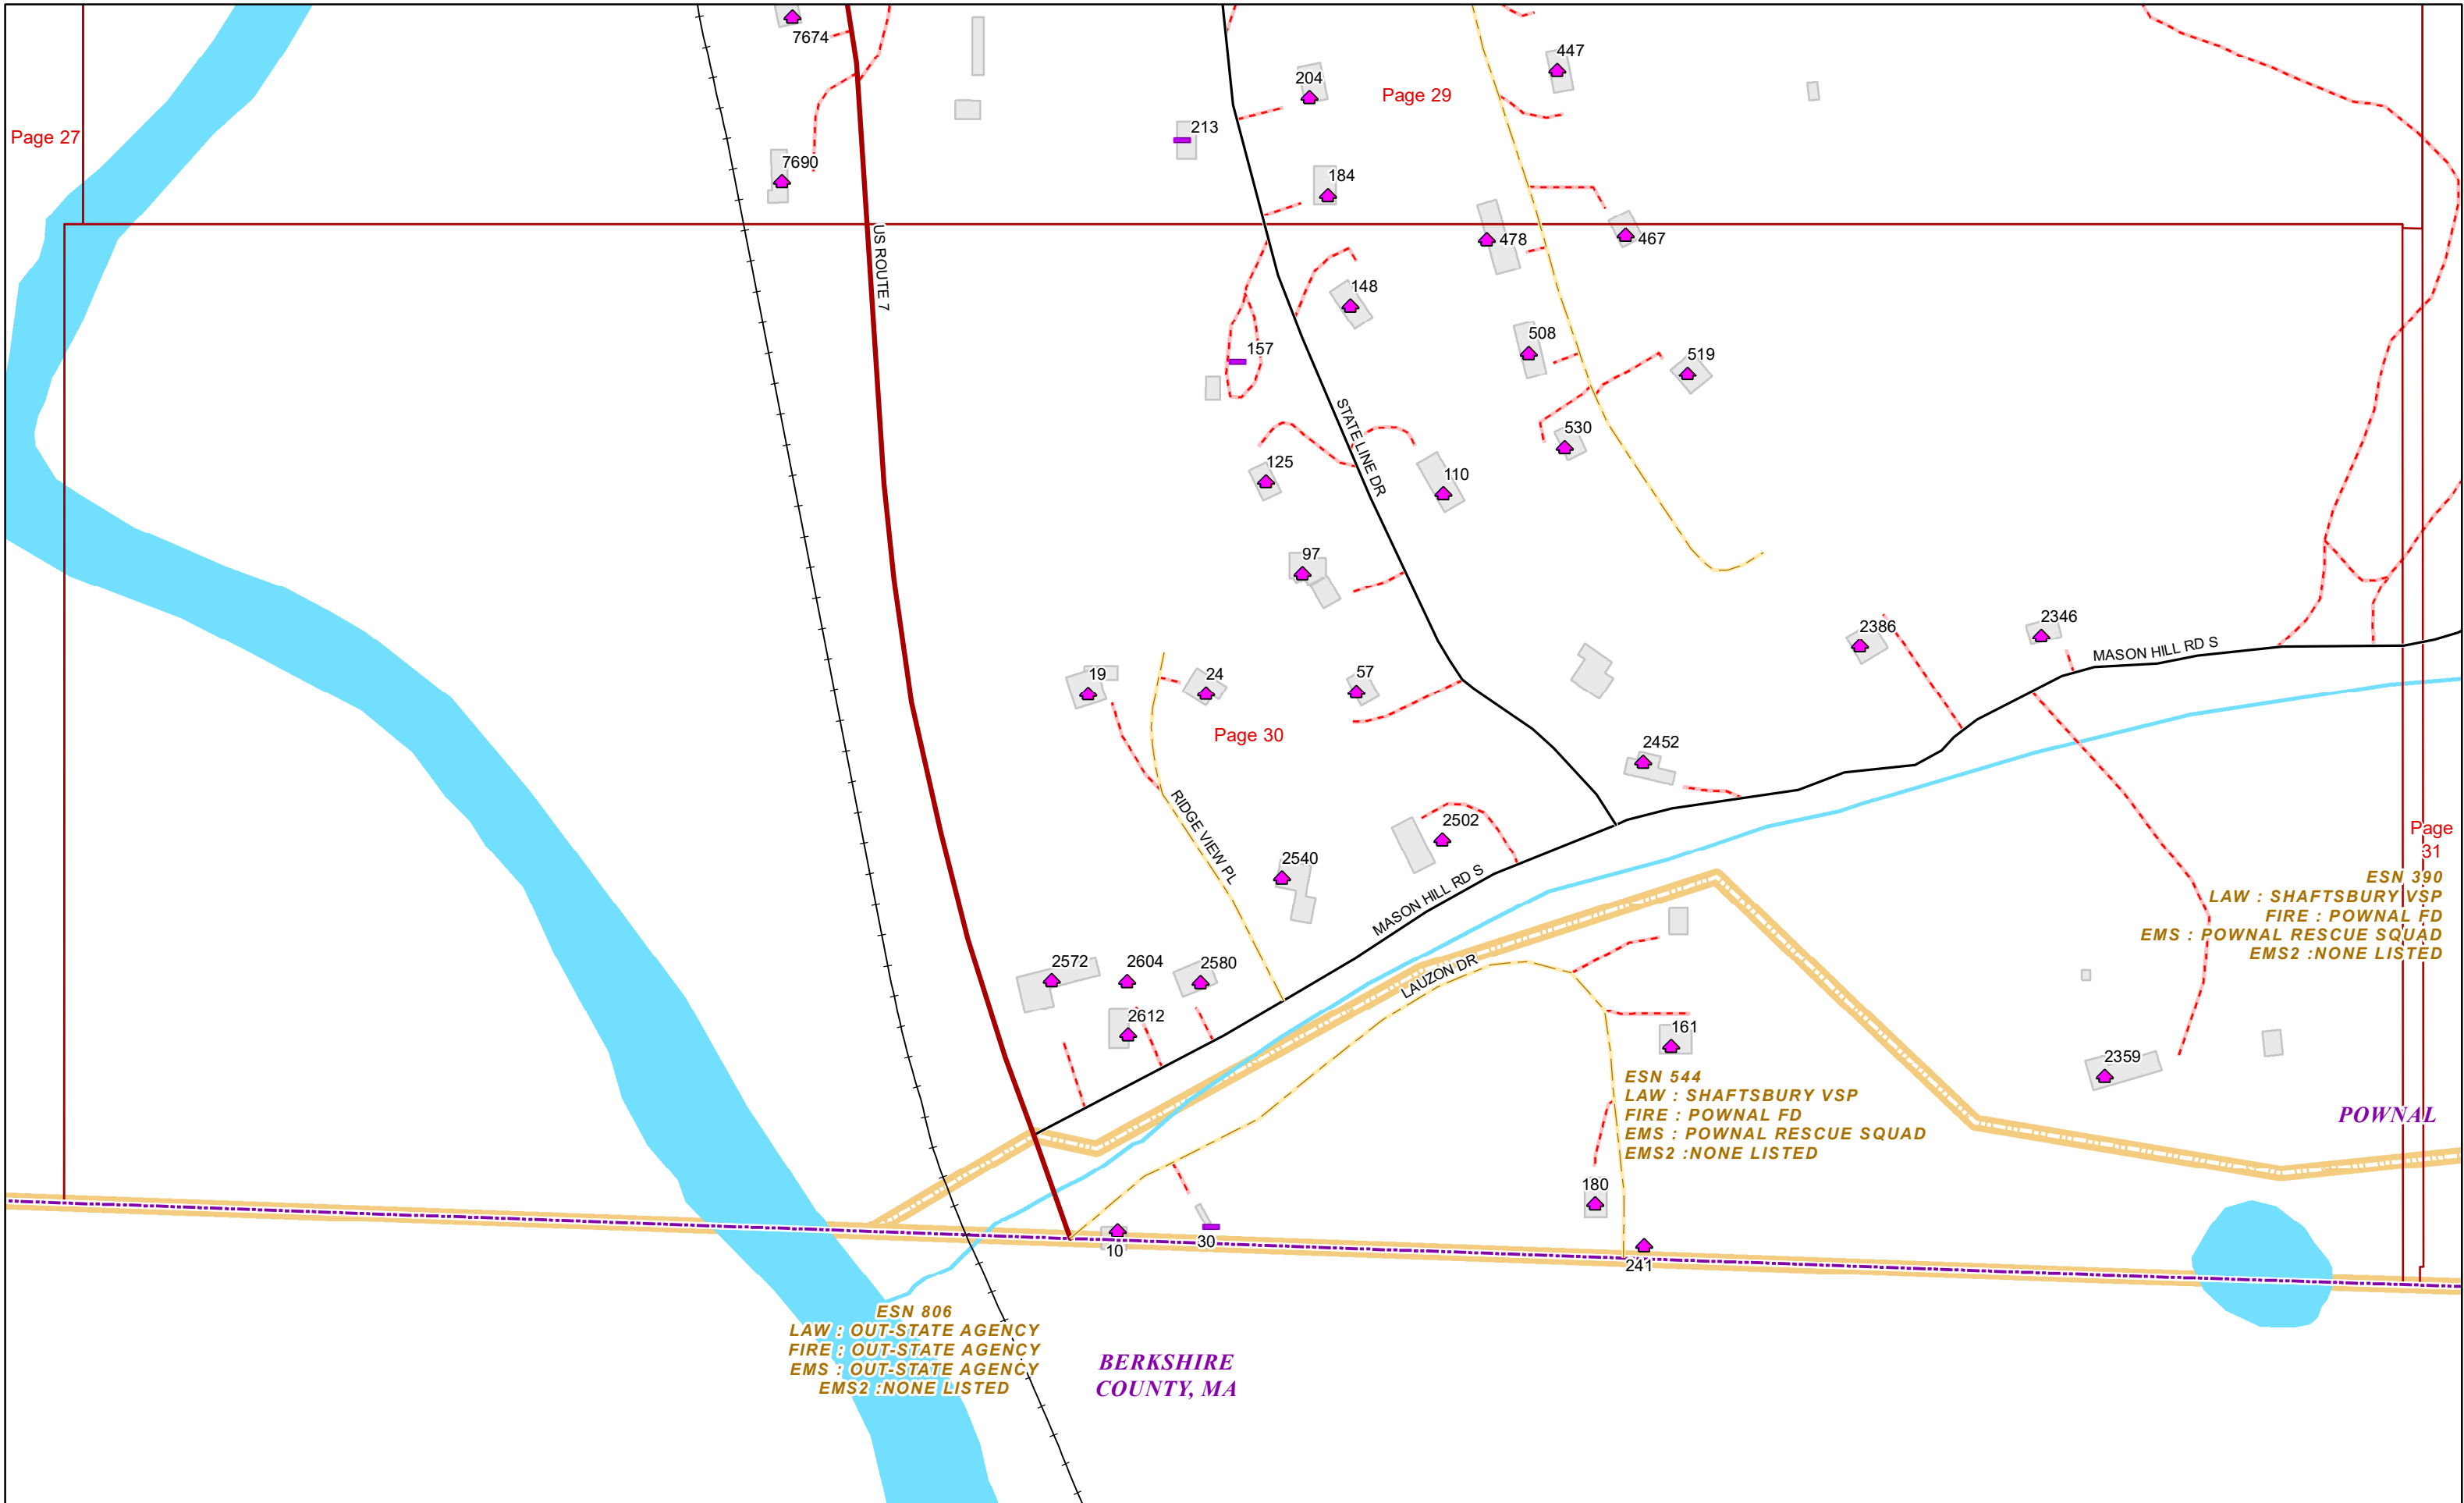 7674
447
204
Page 29
213
Page 27
7690
184
478
467
US ROUTE 7
148
508
157
519
STATE LINE DR
530
125
110
97
2346
2386
MASON HILL RD S
19
24
57
Page 30
2452
RIDGE VIEW PL
2502
Page
31
2540
MASON HILL RD S
ESN 390
LAW : SHAFTSBURY VSP
FIRE : POWNAL FD
EMS : POWNAL RESCUE SQUAD
EMS2 :NONE LISTED
2572
2604
2580
LAUZON DR
2612
161
2359
ESN 544
LAW : SHAFTSBURY VSP
FIRE : POWNAL FD
EMS : POWNAL RESCUE SQUAD
EMS2 :NONE LISTED
POWNAL
180
10
30
241
ESN 806
LAW : OUT-STATE AGENCY
FIRE : OUT-STATE AGENCY
EMS : OUT-STATE AGENCY
EMS2 :NONE LISTED
BERKSHIRE
COUNTY, MA